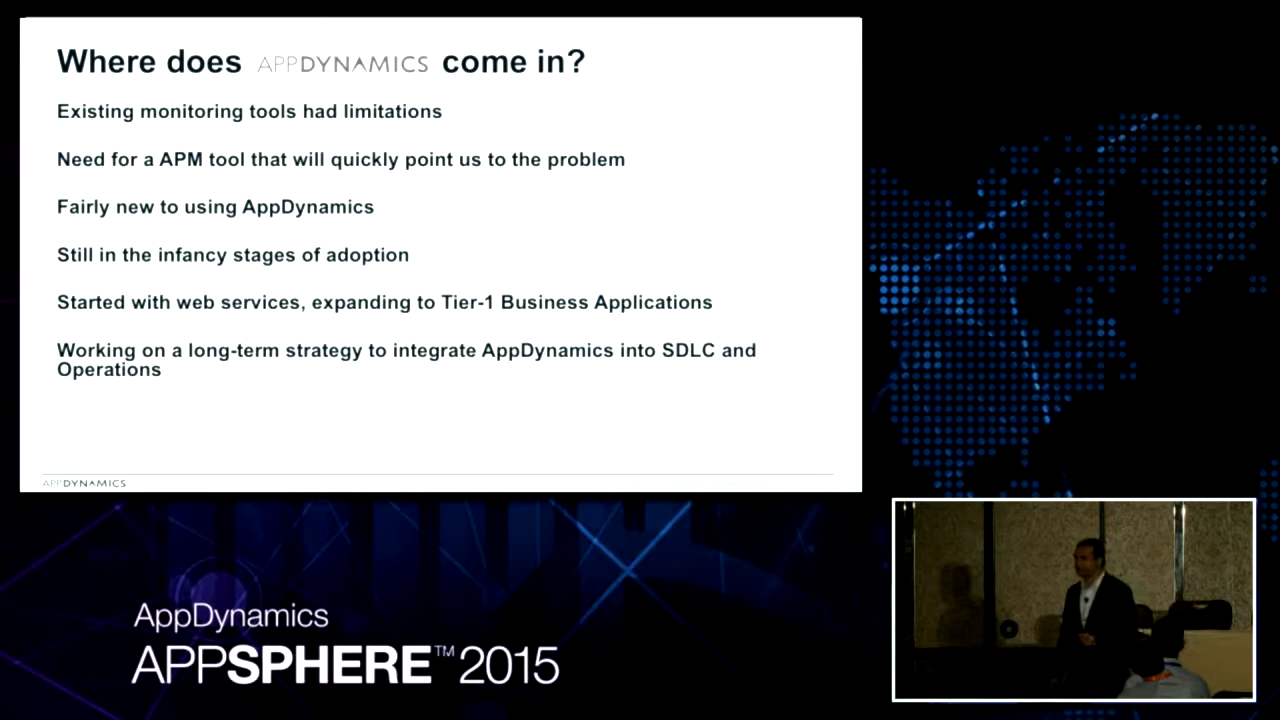 Where does APPDYNAMICS come in?
Existing monitoring tools had limitations
Need for a APM tool that will quickly point us to the problem
Fairly new to using AppDynamics
Still in the infancy stages of adoption
Started with web services, expanding to Tier-1 Business Applications
Working on a long-term strategy to integrate AppDynamics into SDLC and
Operations
APPDYNAMICS
AppDynamics
APPSPHERE™ 2015